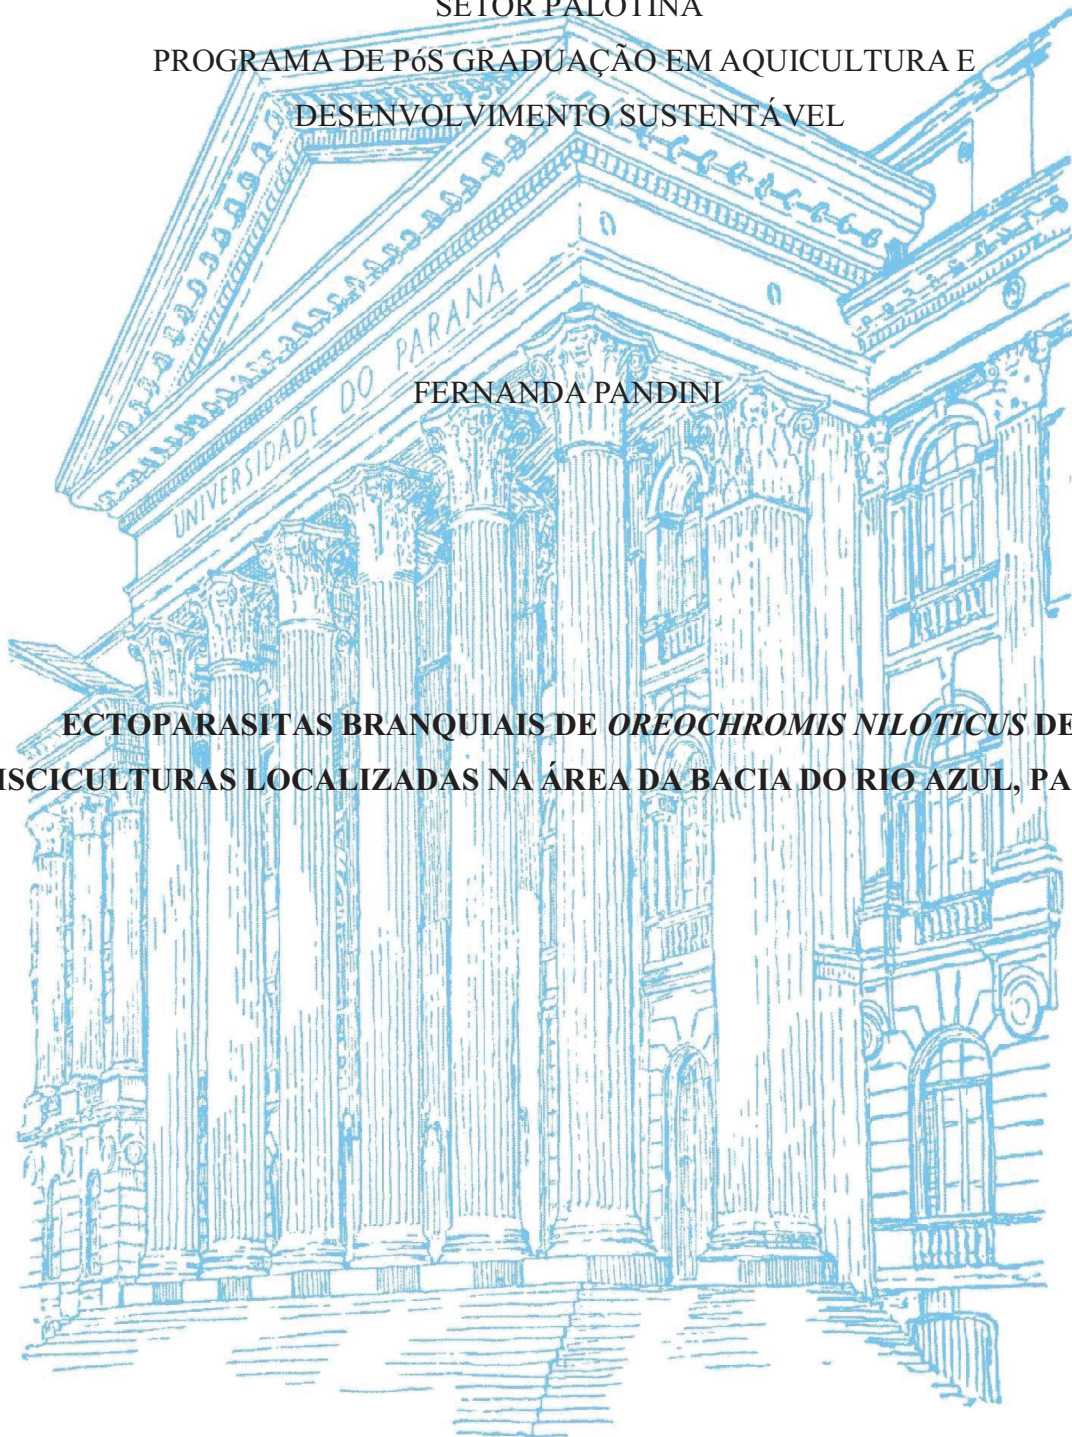 SETOR PALOTINA
PROGRAMA DE PóS GRADUAÇÃO EM AQUICULTURA E
DESENVOLVIMENTO SUSTENTÁVEL
UNIVERSIDADE DO PARANÁ
FERNANDA PANDINI
ECTOPARASITAS BRANQUIAIS DE OREOCHROMIS NILOTICUS DE
ISCICULTURAS LOCALIZADAS NA ÁREA DA BACIA DO RIO AZUL, PA